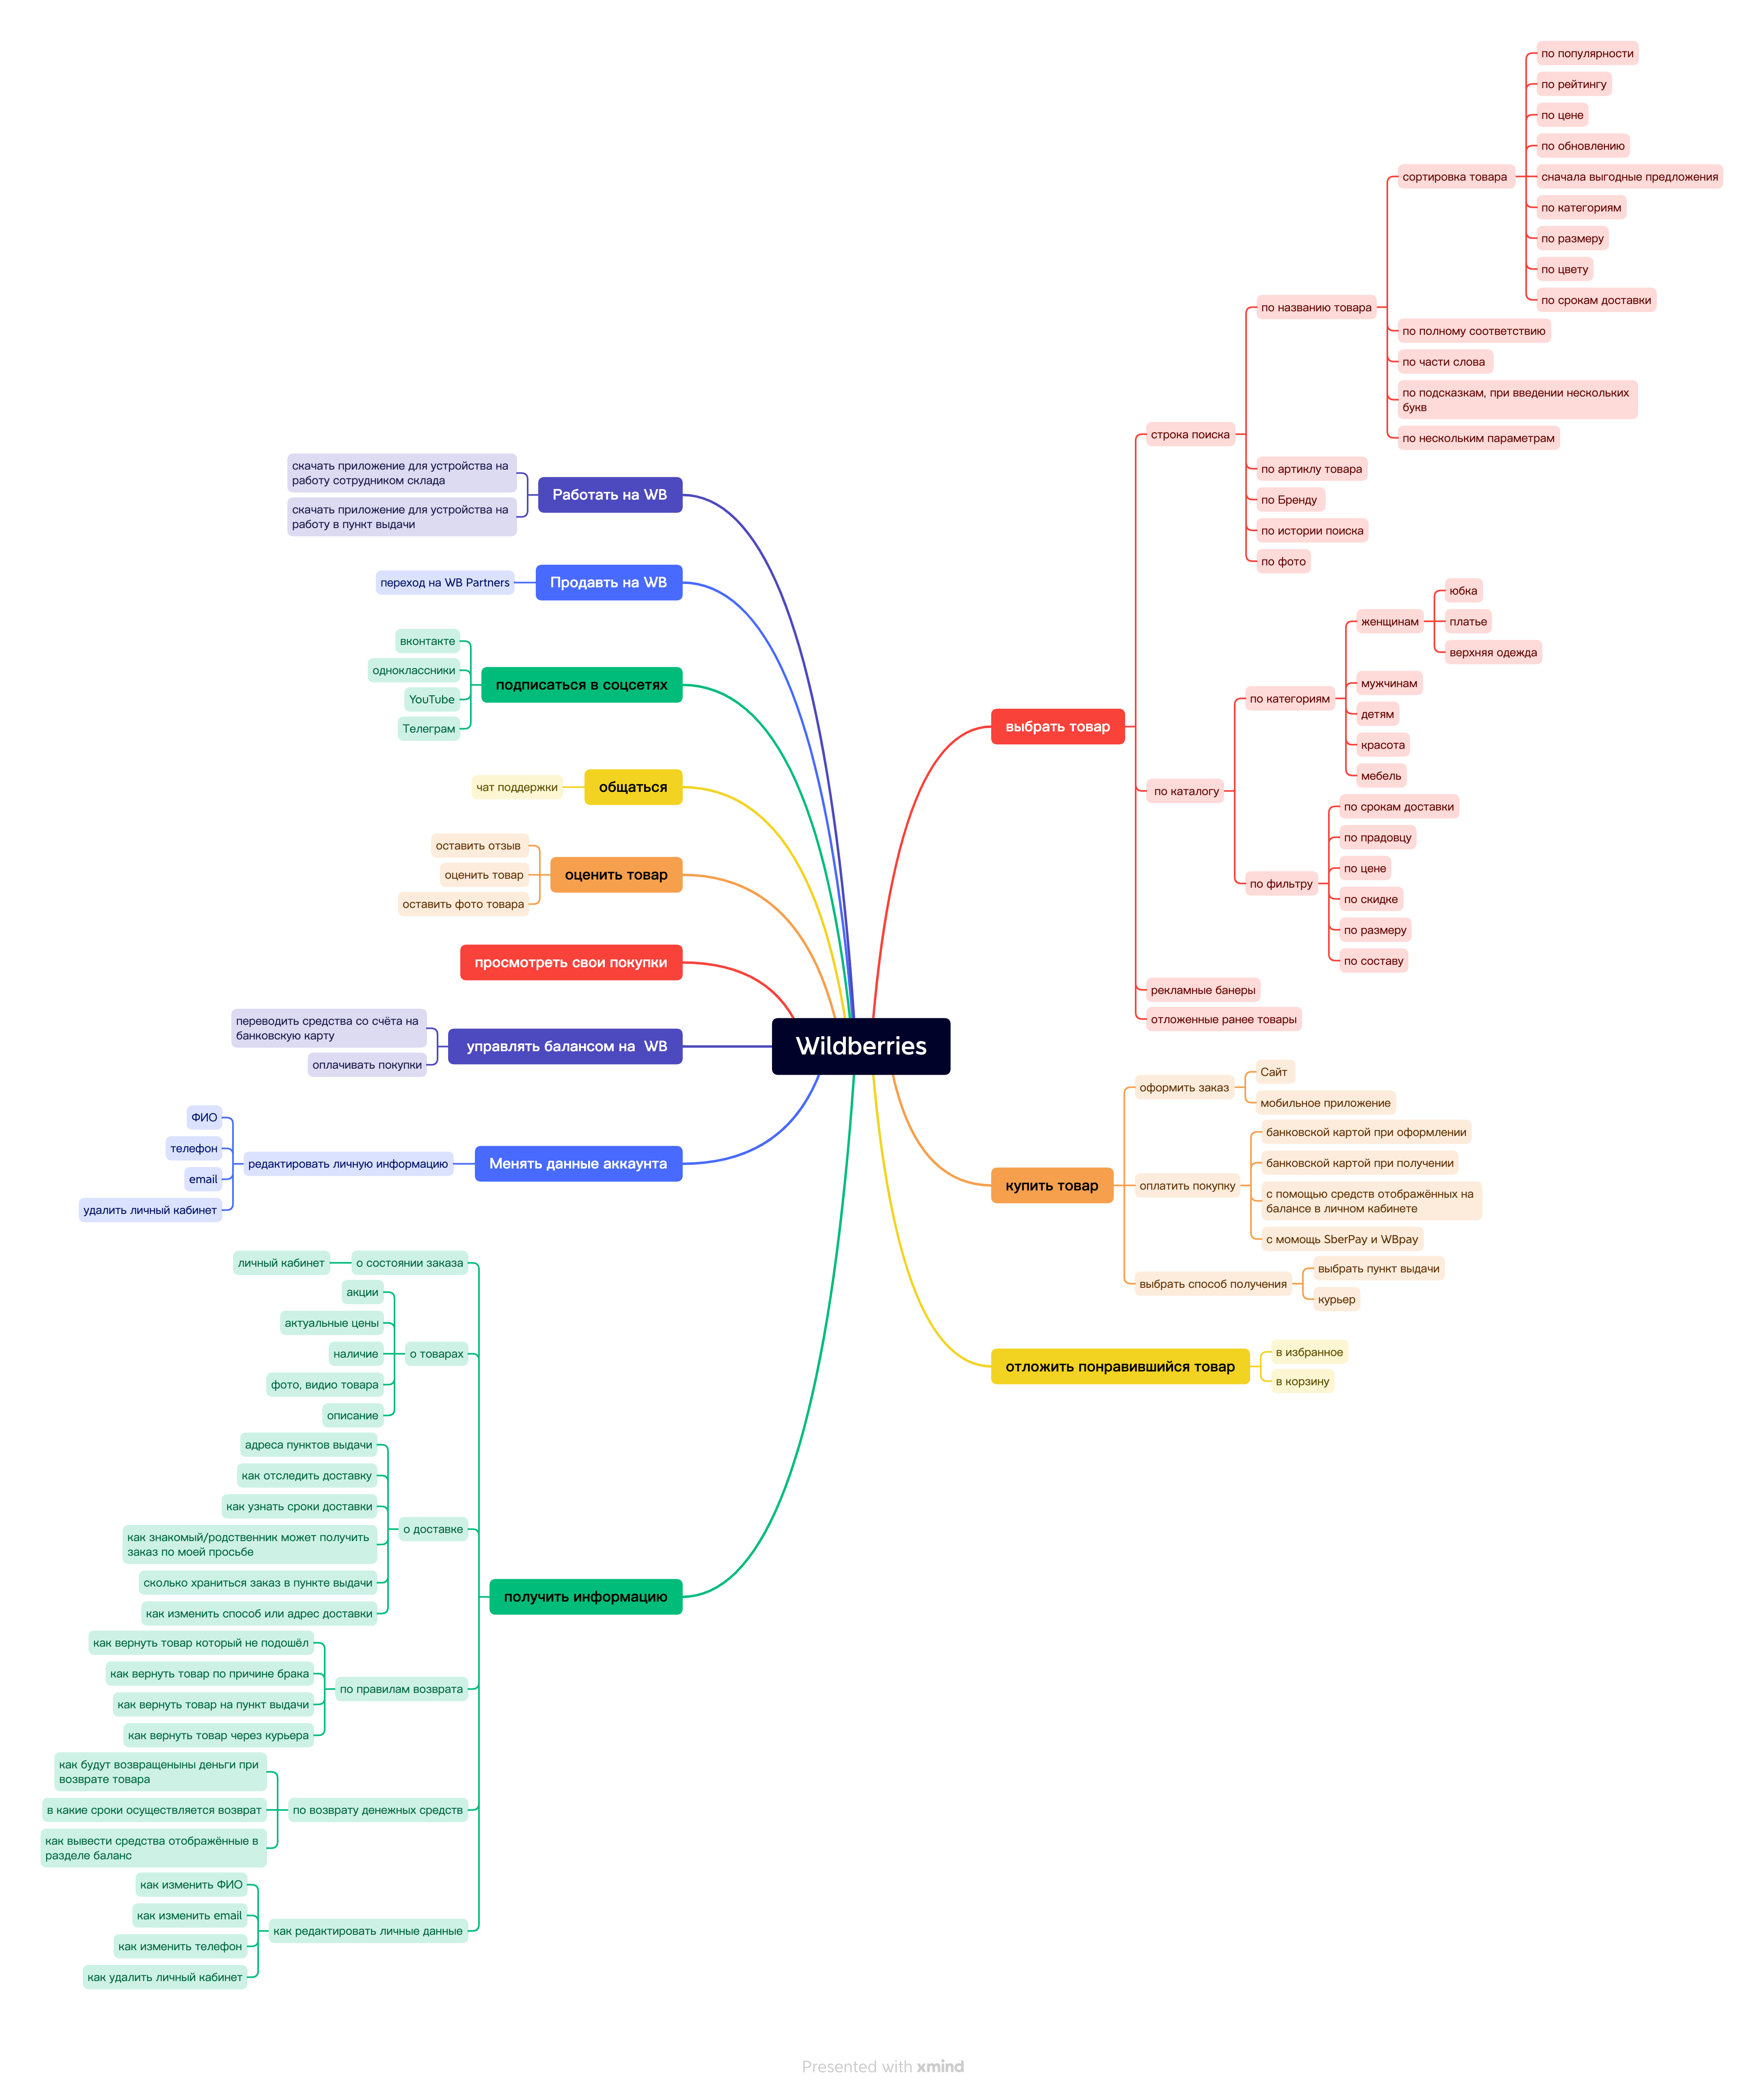 Wildberries
выбрать товар
строка поиска
по названию товара
сортировка товара
по популярности
по рейтингу
по цене
по обновлению
сначала выгодные предложения
по категориям
по размеру
по цвету
по срокам доставки
по полному соответствию
по части слова
по подсказкам, при введении нескольких
букв
по нескольким параметрам
по артиклу товара
по Бренду
по истории поиска
по фото
по каталогу
по категориям
женщинам
юбка
платье
верхняя одежда
мужчинам
детям
красота
мебель
по фильтру
по срокам доставки
по прадовцу
по цене
по скидке
по размеру
по составу
рекламные банеры
отложенные ранее товары
купить товар
оформить заказ
Сайт
мобильное приложение
оплатить покупку
банковской картой при оформлении
банковской картой при получении
с помощью средств отображённых на
балансе в личном кабинете
с момощь SberPay и WBpay
выбрать способ получения
выбрать пункт выдачи
курьер
отложить понравившийся товар
в избранное
в корзину
Работать на WB
скачать приложение для устройства на
работу сотрудником склада
скачать приложение для устройства на
работу в пункт выдачи
Продавть на WB
переход на WB Partners
подписаться в соцсетях
вконтакте
одноклассники
YouTube
Телеграм
общаться
чат поддержки
оценить товар
оставить отзыв
оценить товар
оставить фото товара
просмотреть свои покупки
управлять балансом на WB
переводить средства со счёта на
банковскую карту
оплачивать покупки
Менять данные аккаунта
редактировать личную информацию
ФИО
телефон
email
удалить личный кабинет
получить информацию
о состоянии заказа
личный кабинет
о товарах
акции
актуальные цены
наличие
фото, видио товара
описание
о доставке
адреса пунктов выдачи
как отследить доставку
как узнать сроки доставки
как знакомый/родственник может получить
заказ по моей просьбе
сколько храниться заказ в пункте выдачи
как изменить способ или адрес доставки
по правилам возврата
как вернуть товар который не подошёл
как вернуть товар по причине брака
как вернуть товар на пункт выдачи
как вернуть товар через курьера
по возврату денежных средств
как будут возвращеныны деньги при
возврате товара
в какие сроки осуществляется возврат
как вывести средства отображённые в
разделе баланс
как редактировать личные данные
как изменить ФИО
как изменить email
как изменить телефон
как удалить личный кабинет
Presented with xmind